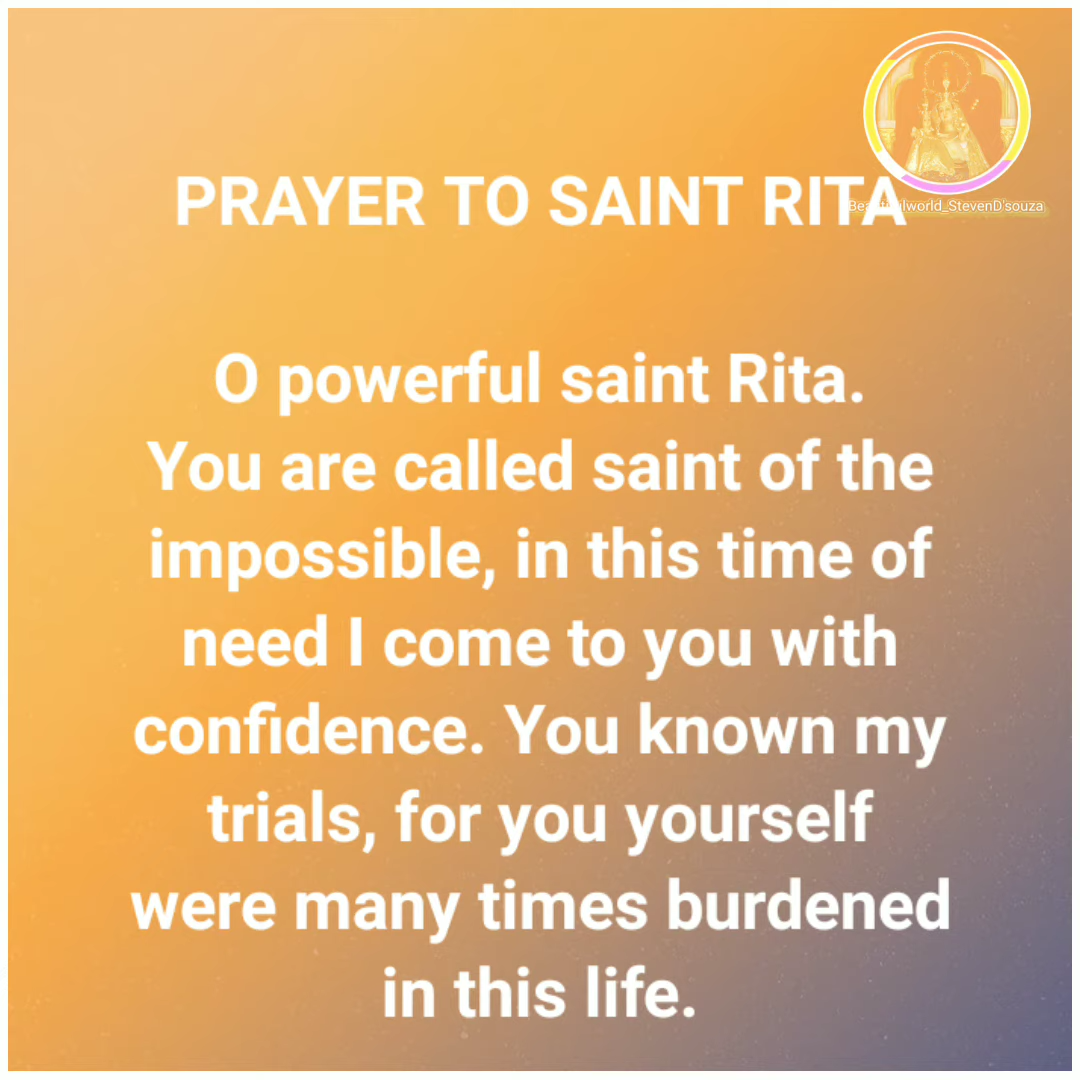 PRAYER TO SAINT RITA
Beautifulworld_StevenD'souza
O powerful saint Rita.
You are called saint of the
impossible, in this time of
need I come to you with
confidence. You known my
trials, for you yourself
were many times burdened
in this life.